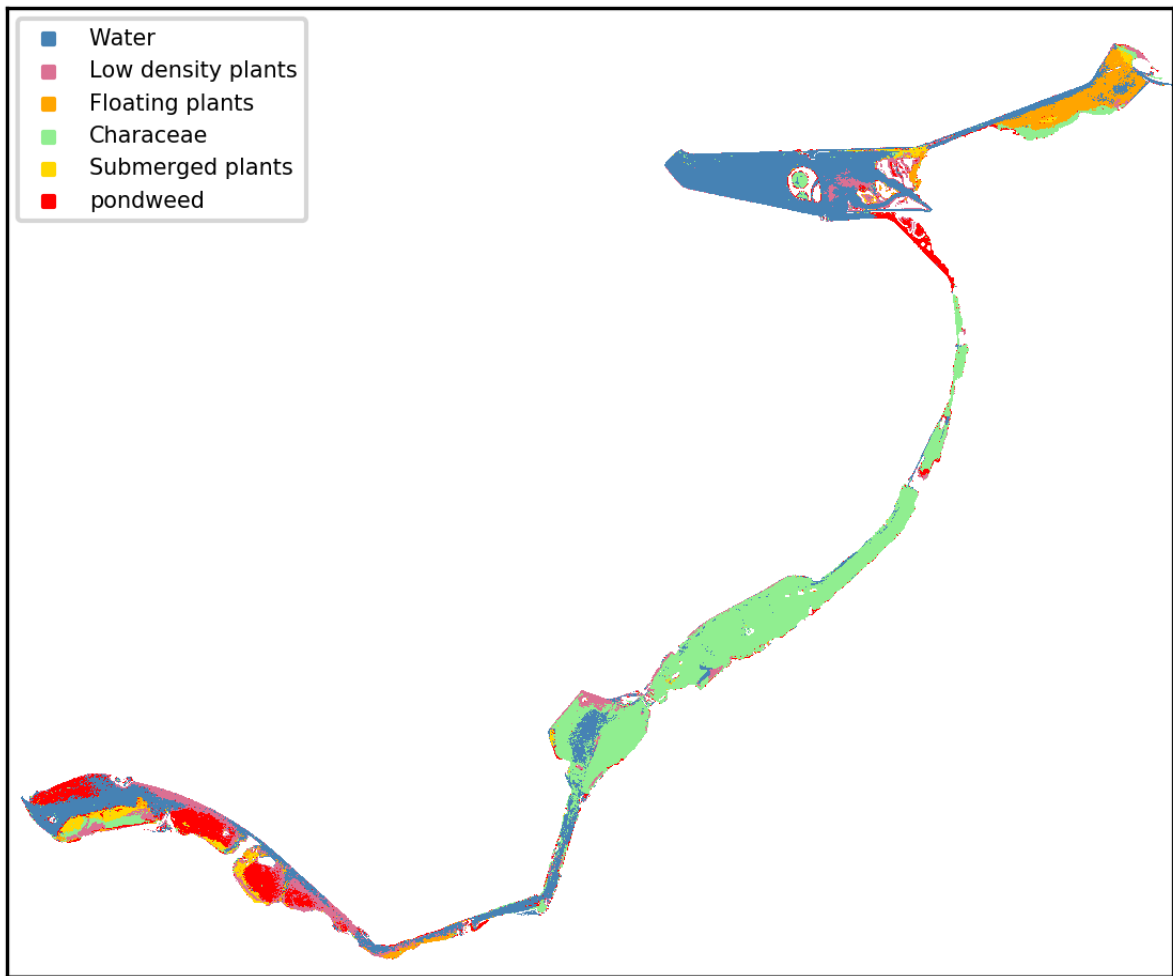 Water
Low density plants
Floating plants
Characeae
Submerged plants
pondweed